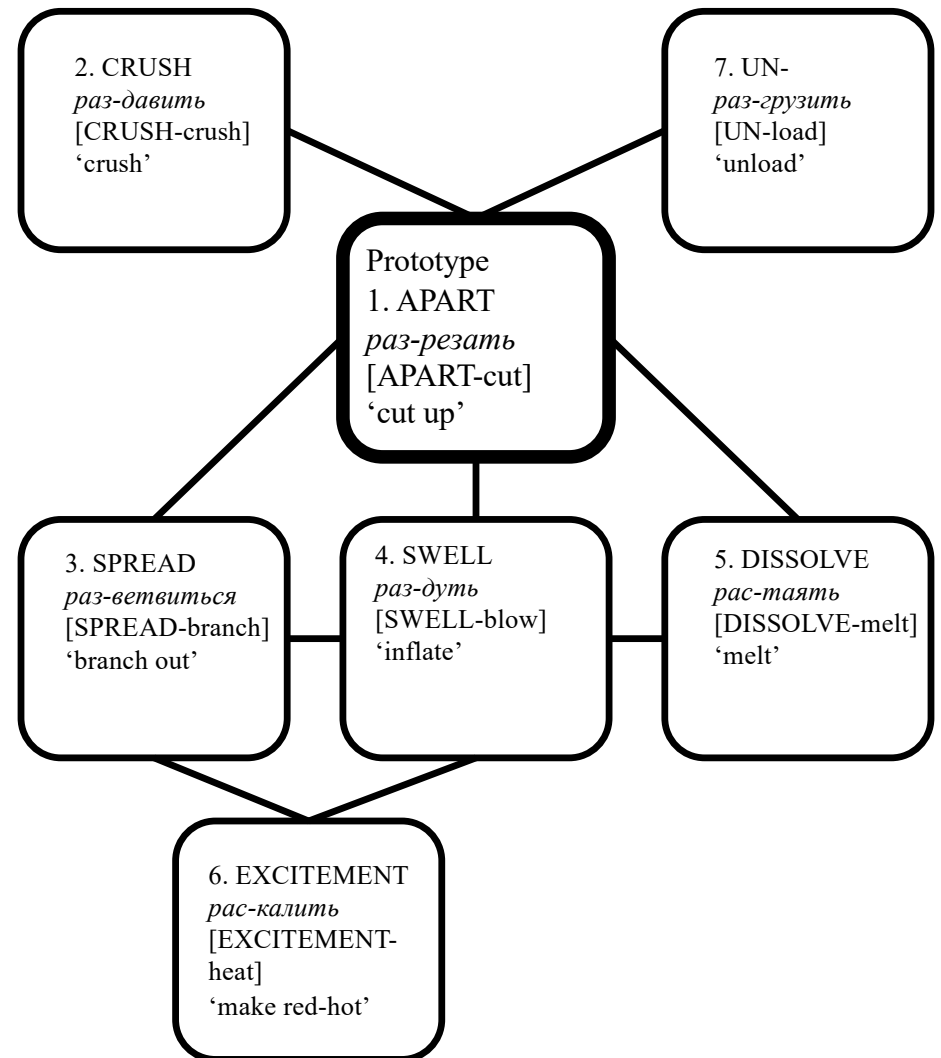 2. CRUSH
раз-давить
[CRUSH-crush]
‘crush’
7. UN-
раз-грузить
[UN-load]
‘unload’
Prototype
1. APART
раз-резать
[APART-cut]
‘cut up’
3. SPREAD
раз-ветвиться
[SPREAD-branch]
‘branch out’
4. SWELL
раз-дуть
[SWELL-blow]
‘inflate’
5. DISSOLVE
рас-таять
[DISSOLVE-melt]
‘melt’
6. EXCITEMENT
рас-калить
[EXCITEMENT-
heat]
‘make red-hot’